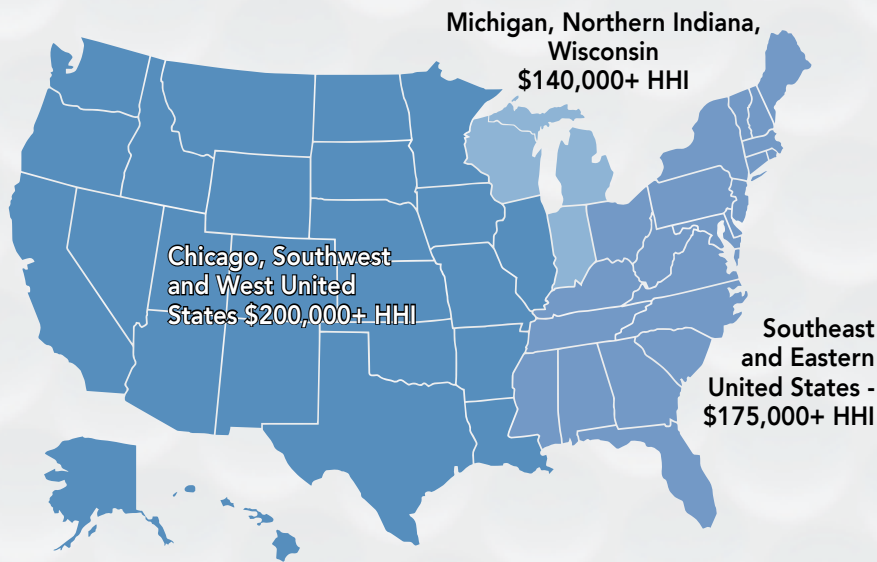 Michigan, Northern Indiana,
Wisconsin
$140,000+ HHI
Chicago, Southwest
and West United
States $200,000+ HHI
Southeast
and Eastern
United States -
$175,000+ HHI